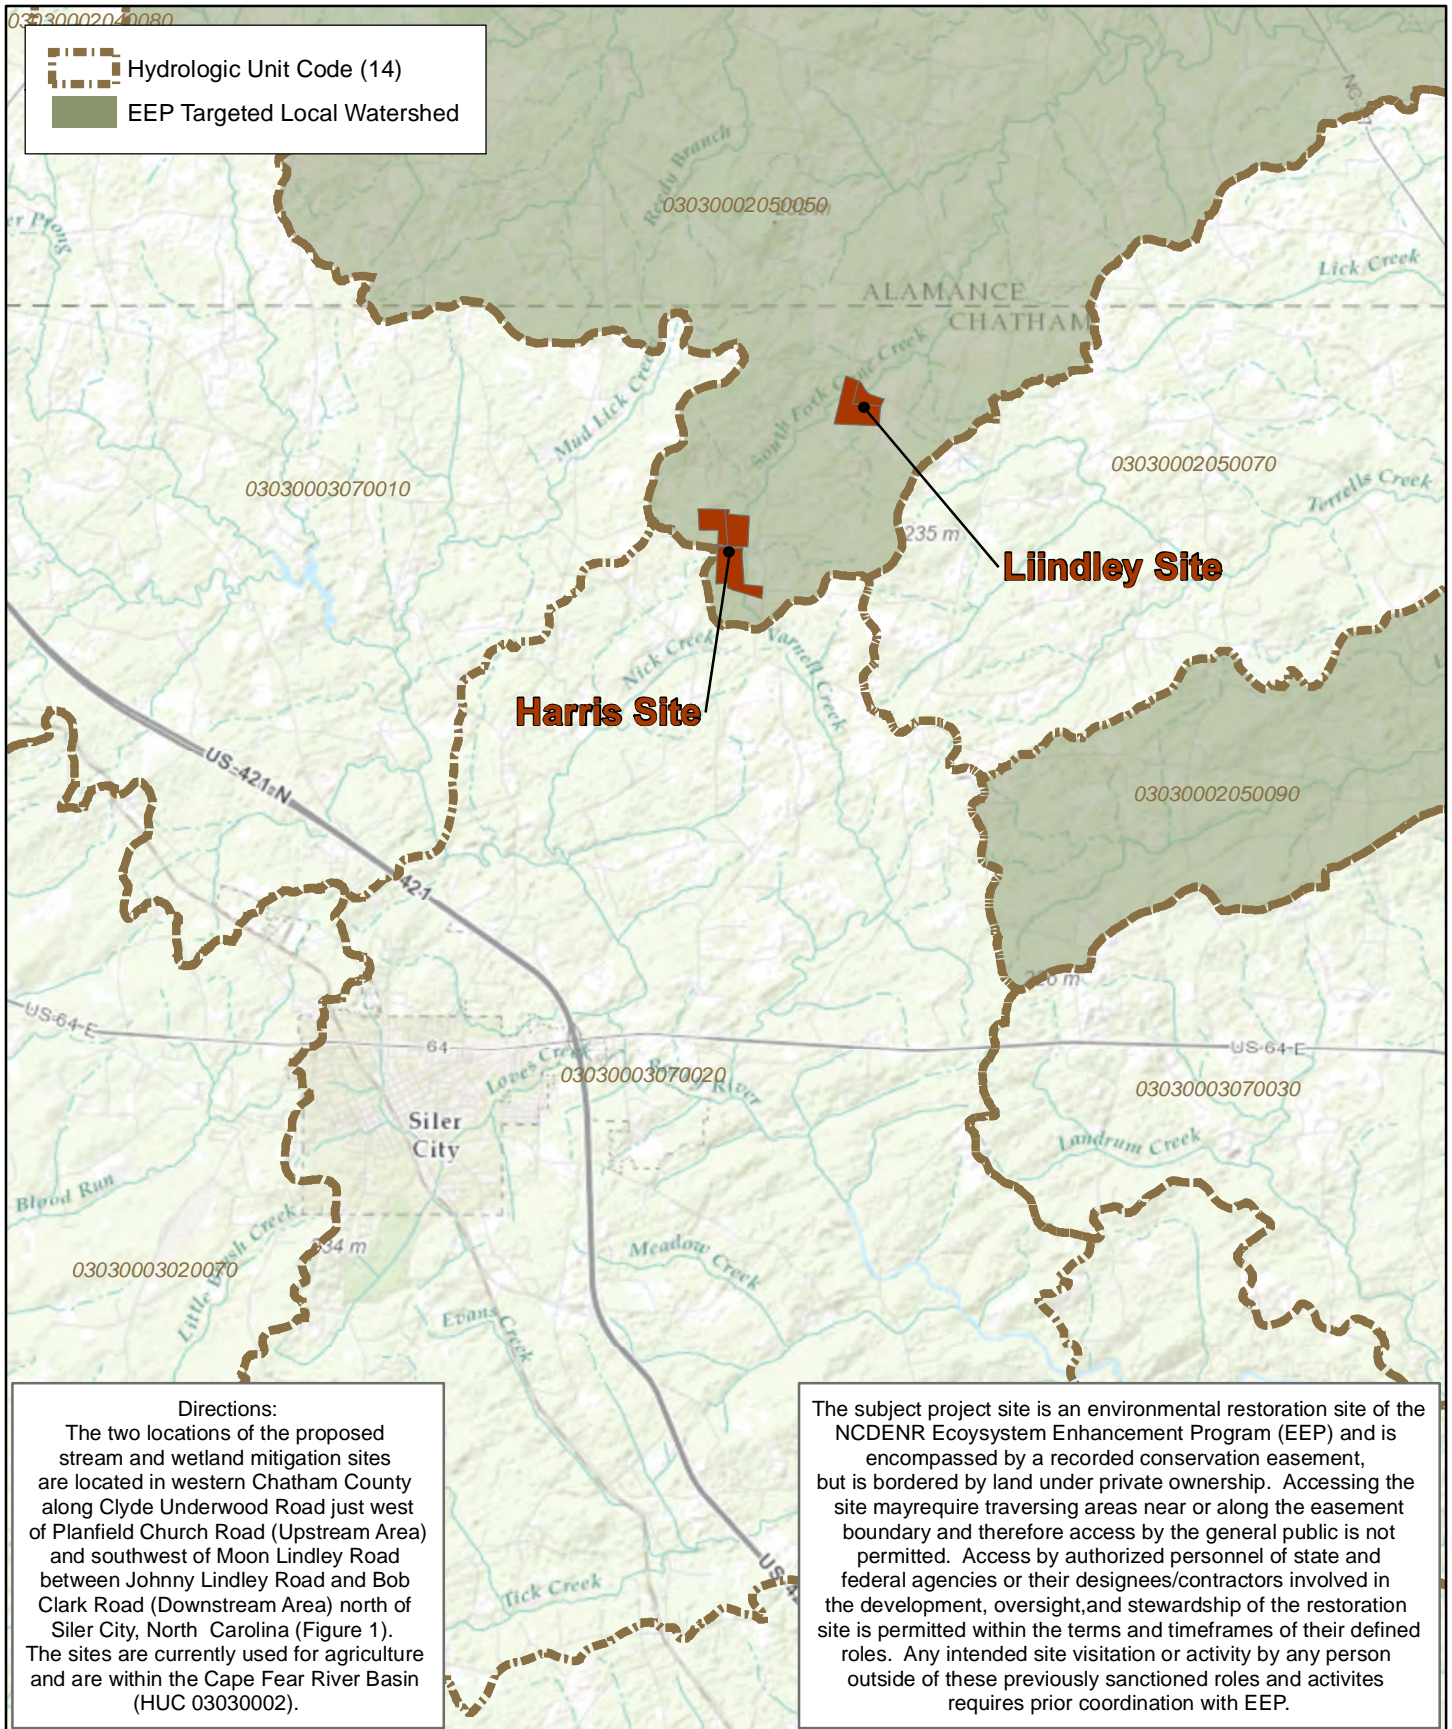 03030002040080
Hydrologic Unit Code (14)
EEP Targeted Local Watershed
NC
Reedy Branch
03030002050050
232 m
er Prong
Lick Creek
ALAMANCE
CHATHAM
South Fork Cane Creek
Mud Lick Creek
03030002050070
03030003070010
Terrells Creek
235 m
Liindley Site
Nick Creek
Varnell Creek
Harris Site
US-421-N
03030002050090
421
226 m
US-64-E
64
US-64-E
Loves Creek
Rocky River
03030003070020
03030003070030
Siler
City
Landrum Creek
Blood Run
Little Brush Creek
234 m
Meadow Creek
03030003020070
Evans Creek
Tick Creek
US-42
Directions:
The two locations of the proposed
stream and wetland mitigation sites
are located in western Chatham County
along Clyde Underwood Road just west
of Planfield Church Road (Upstream Area)
and southwest of Moon Lindley Road
between Johnny Lindley Road and Bob
Clark Road (Downstream Area) north of
Siler City, North Carolina (Figure 1).
The sites are currently used for agriculture
and are within the Cape Fear River Basin
(HUC 03030002).
The subject project site is an environmental restoration site of the
NCDENR Ecoysystem Enhancement Program (EEP) and is
encompassed by a recorded conservation easement,
but is bordered by land under private ownership. Accessing the
site mayrequire traversing areas near or along the easement
boundary and therefore access by the general public is not
permitted. Access by authorized personnel of state and
federal agencies or their designees/contractors involved in
the development, oversight,and stewardship of the restoration
site is permitted within the terms and timeframes of their defined
roles. Any intended site visitation or activity by any person
outside of these previously sanctioned roles and activites
requires prior coordination with EEP.